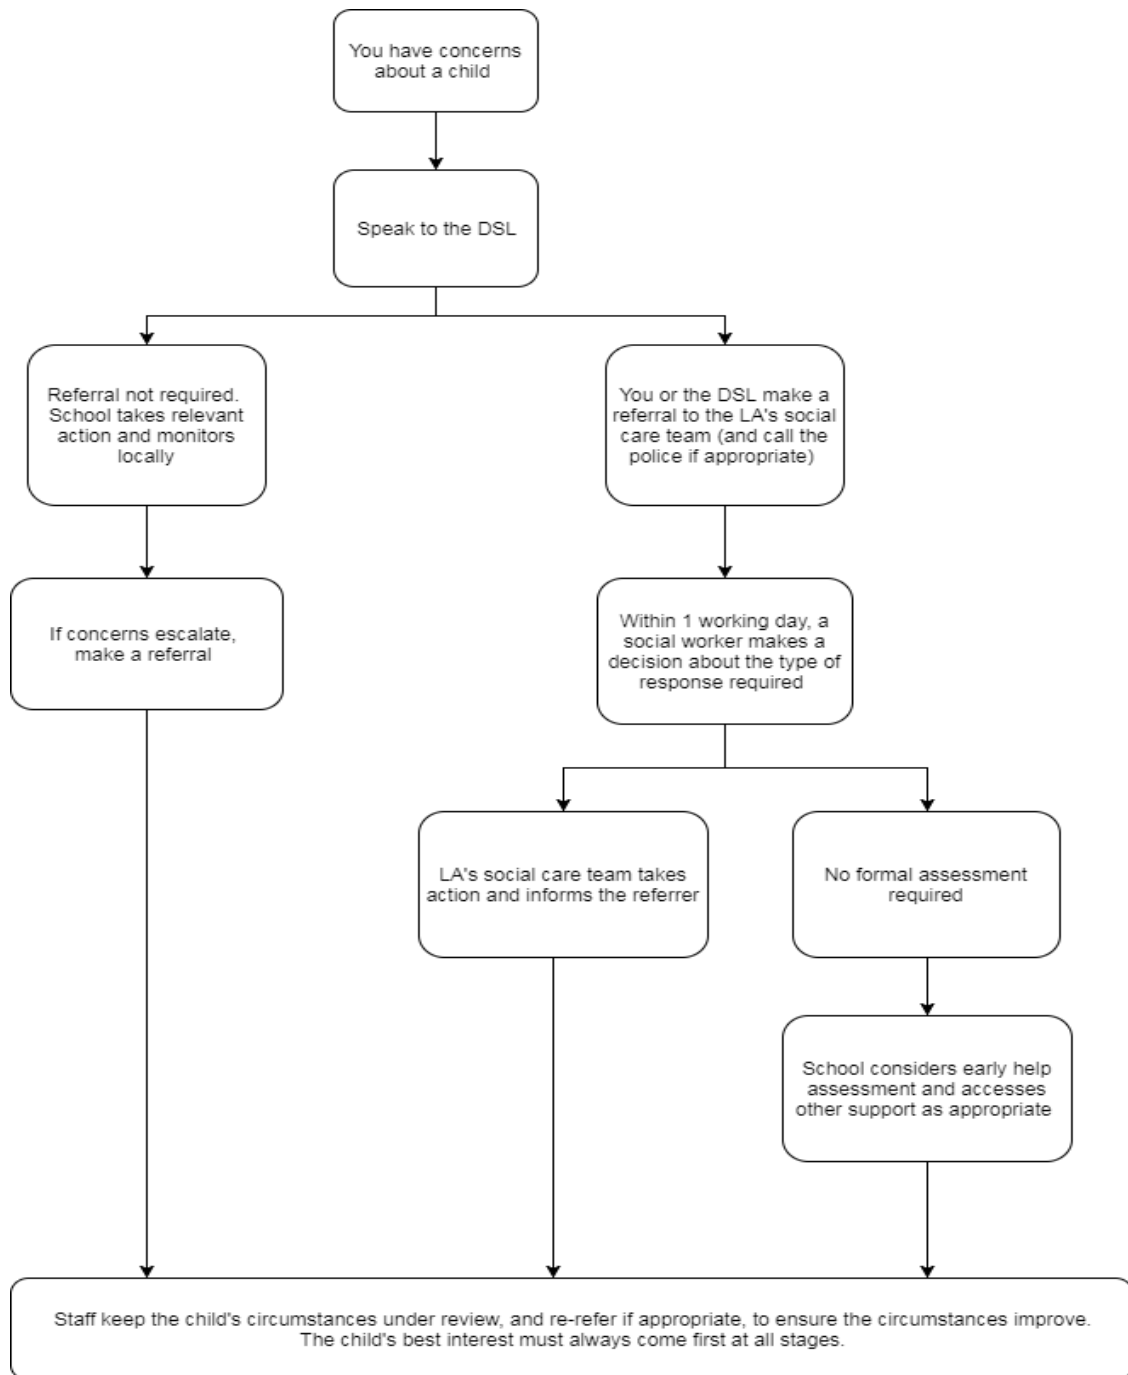 You have concerns
about a child
Speak to the DSL
Referral not required.
School takes relevant
action and monitors
locally
You or the DSL make a
referral to the LA's social
care team (and call the
police if appropriate)
If concerns escalate,
make a referral
Within 1 working day, a
social worker makes a
decision about the type of
response required
LA's social care team takes
action and informs the referrer
No formal assessment
required
School considers early help
assessment and accesses
other support as appropriate
Staff keep the child's circumstances under review, and re-refer if appropriate, to ensure the circumstances improve.
The child's best interest must always come first at all stages.